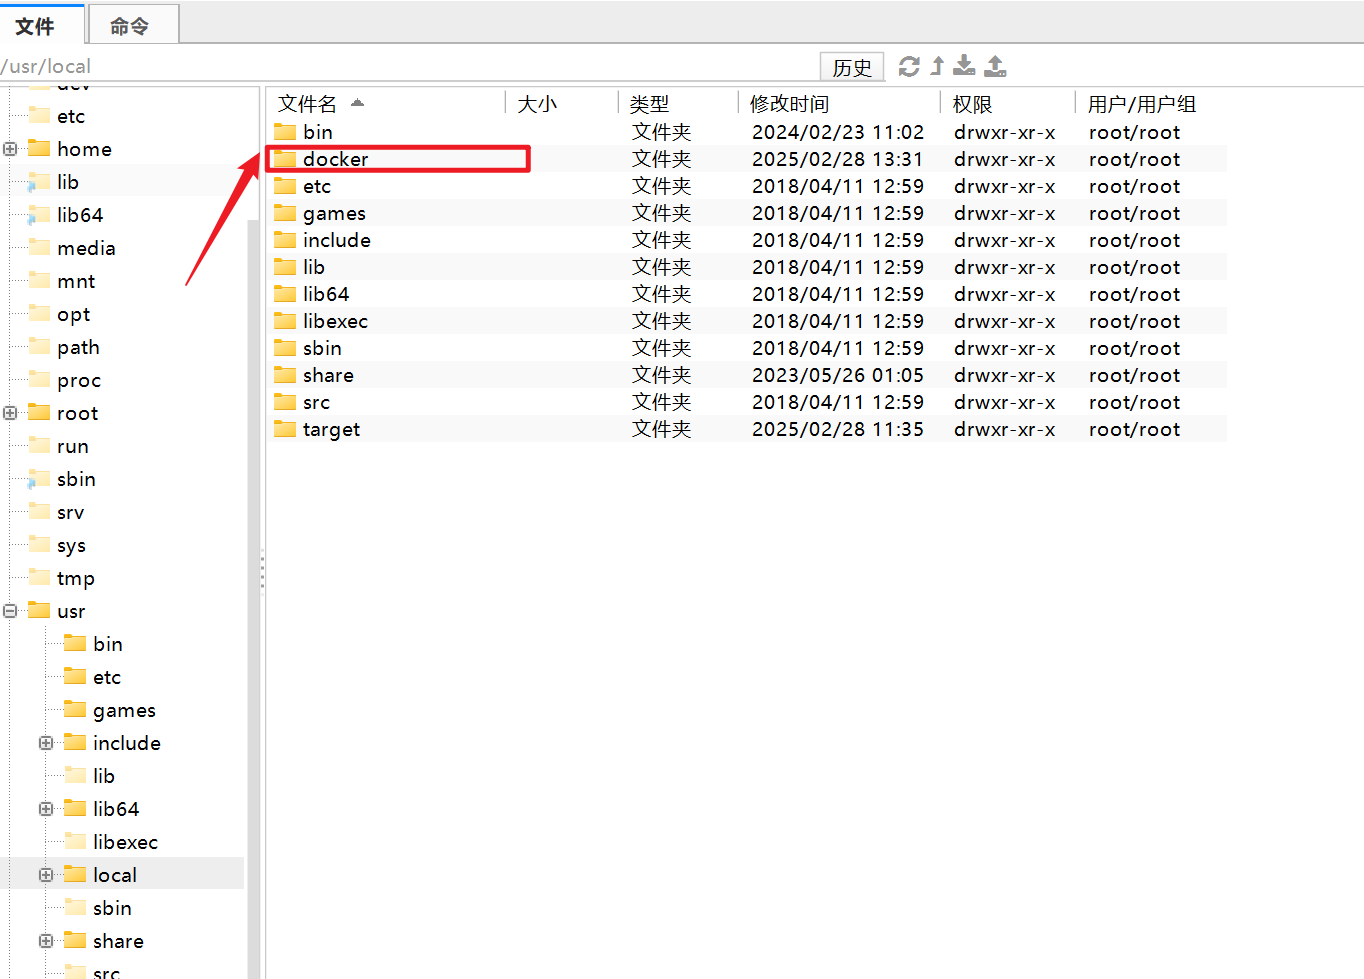 文件 命令
/usr/local 历史
dev
etc
home
lib
lib64
media
mnt
opt
path
proc
root
run
sbin
srv
sys
tmp
usr
bin
etc
games
include
lib
lib64
libexec
local
sbin
share
src
文件名 大小 类型 修改时间 权限 用户/用户组
bin 文件夹 2024/02/23 11:02 drwxr-xr-x root/root
docker 文件夹 2025/02/28 13:31 drwxr-xr-x root/root
etc 文件夹 2018/04/11 12:59 drwxr-xr-x root/root
games 文件夹 2018/04/11 12:59 drwxr-xr-x root/root
include 文件夹 2018/04/11 12:59 drwxr-xr-x root/root
lib 文件夹 2018/04/11 12:59 drwxr-xr-x root/root
lib64 文件夹 2018/04/11 12:59 drwxr-xr-x root/root
libexec 文件夹 2018/04/11 12:59 drwxr-xr-x root/root
sbin 文件夹 2018/04/11 12:59 drwxr-xr-x root/root
share 文件夹 2023/05/26 01:05 drwxr-xr-x root/root
src 文件夹 2018/04/11 12:59 drwxr-xr-x root/root
target 文件夹 2025/02/28 11:35 drwxr-xr-x root/root